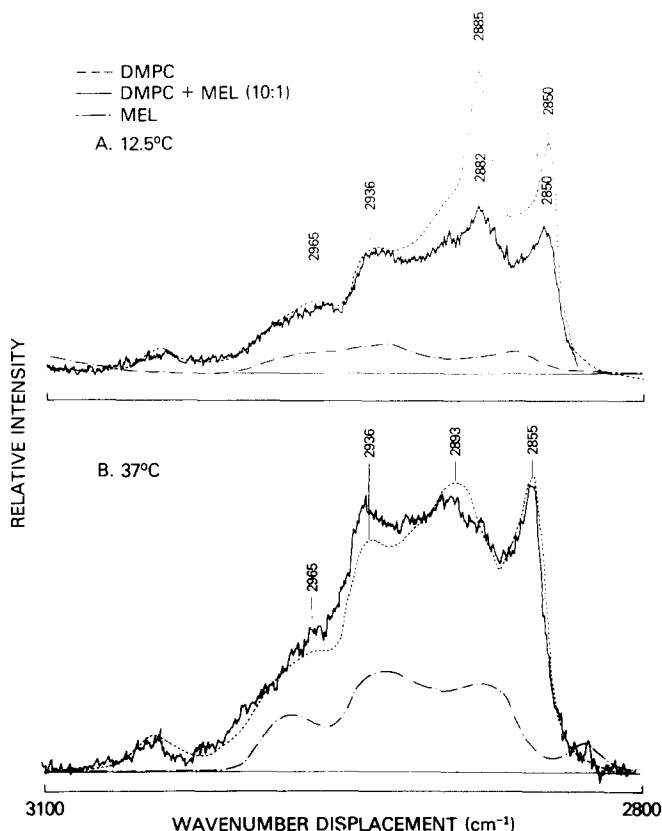 --- DMPC
— DMPC + MEL (10:1)
—·— MEL
A. 12.5°C
2965
2936
2885
2882
2850
2850
B. 37°C
2965
2936
2893
2855
RELATIVE INTENSITY
3100
2800
WAVENUMBER DISPLACEMENT (cm⁻¹)